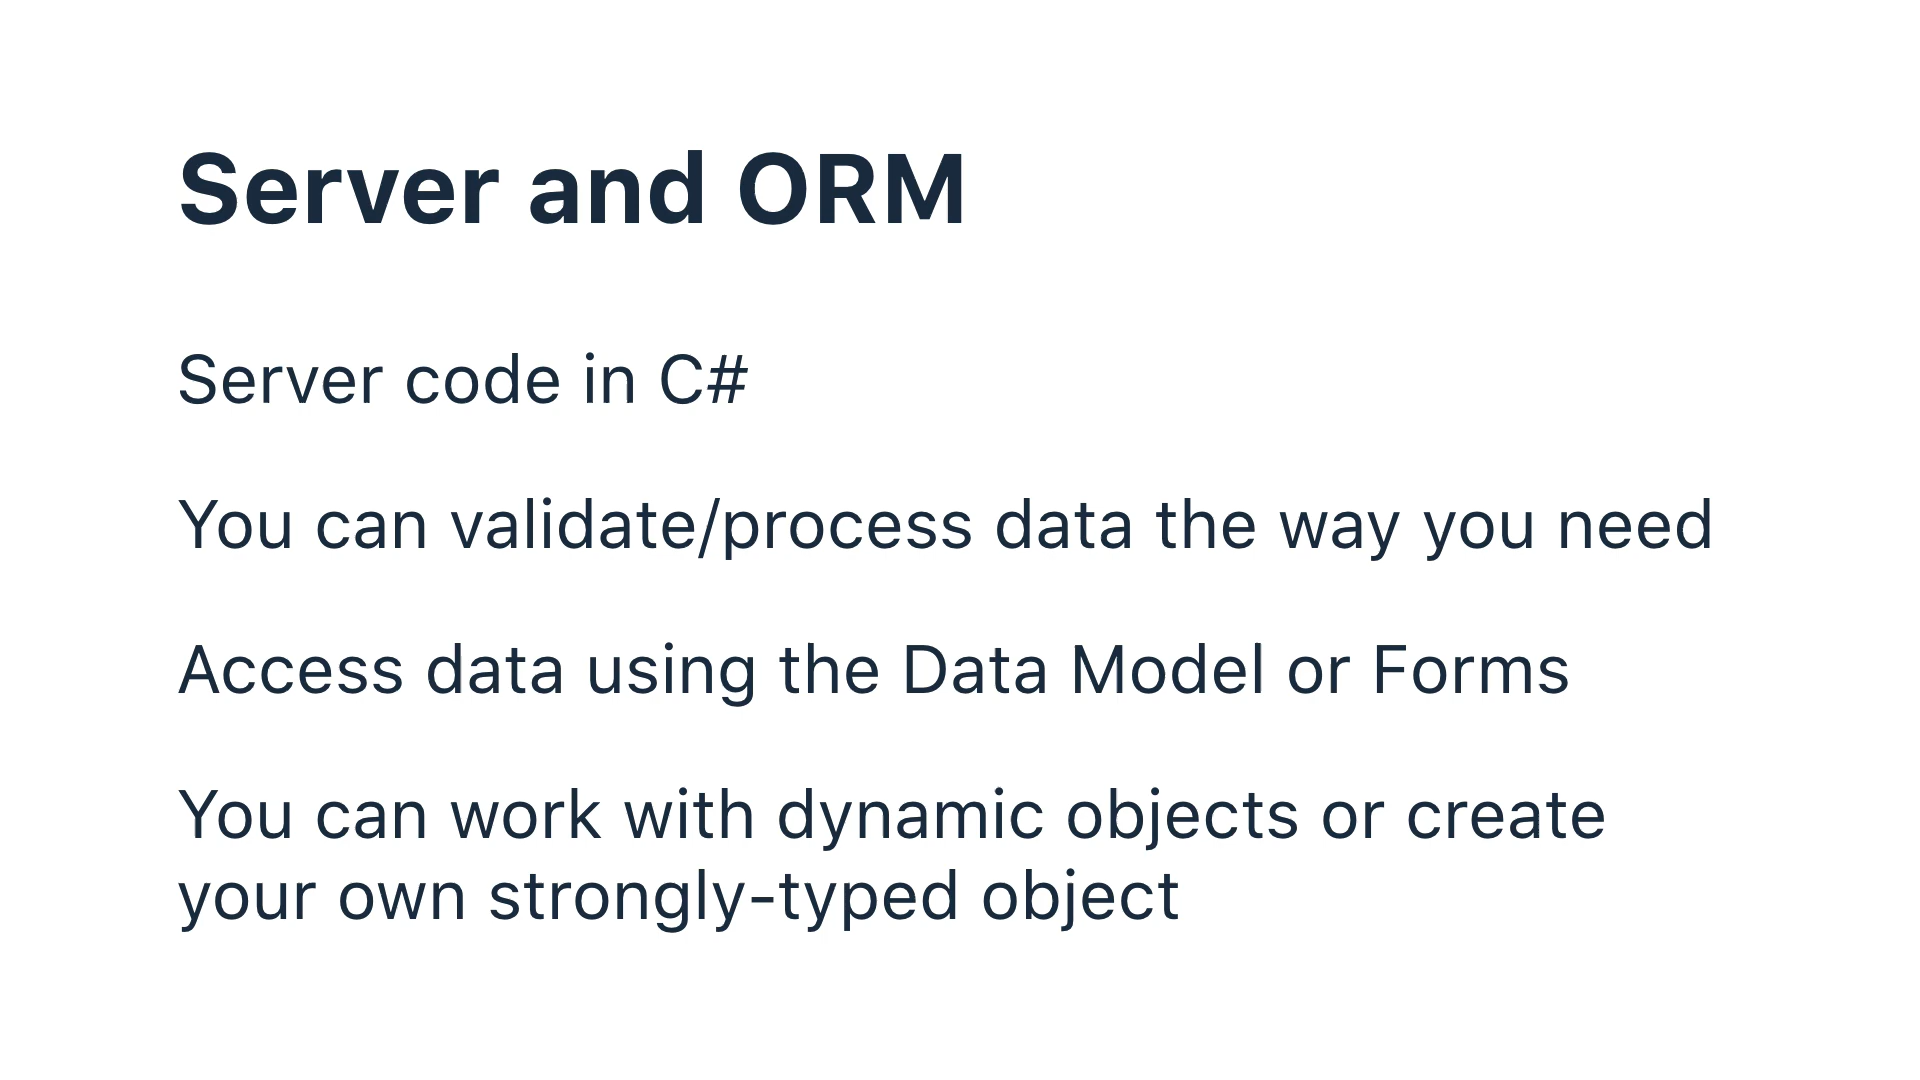 Server and ORM
Server code in C#
You can validate/process data the way you need
Access data using the Data Model or Forms
You can work with dynamic objects or create
your own strongly-typed object